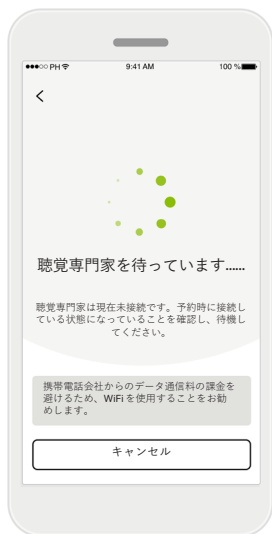 PH 9:41 AM 100 %
聴覚専門家を待っています......
聴覚専門家は現在未接続です。予約時に接続し
ている状態になっていることを確認し、待機し
てください。
携帯電話会社からのデータ通信料の課金を
避けるため、WiFi を使用することをお勧
めします。
キャンセル